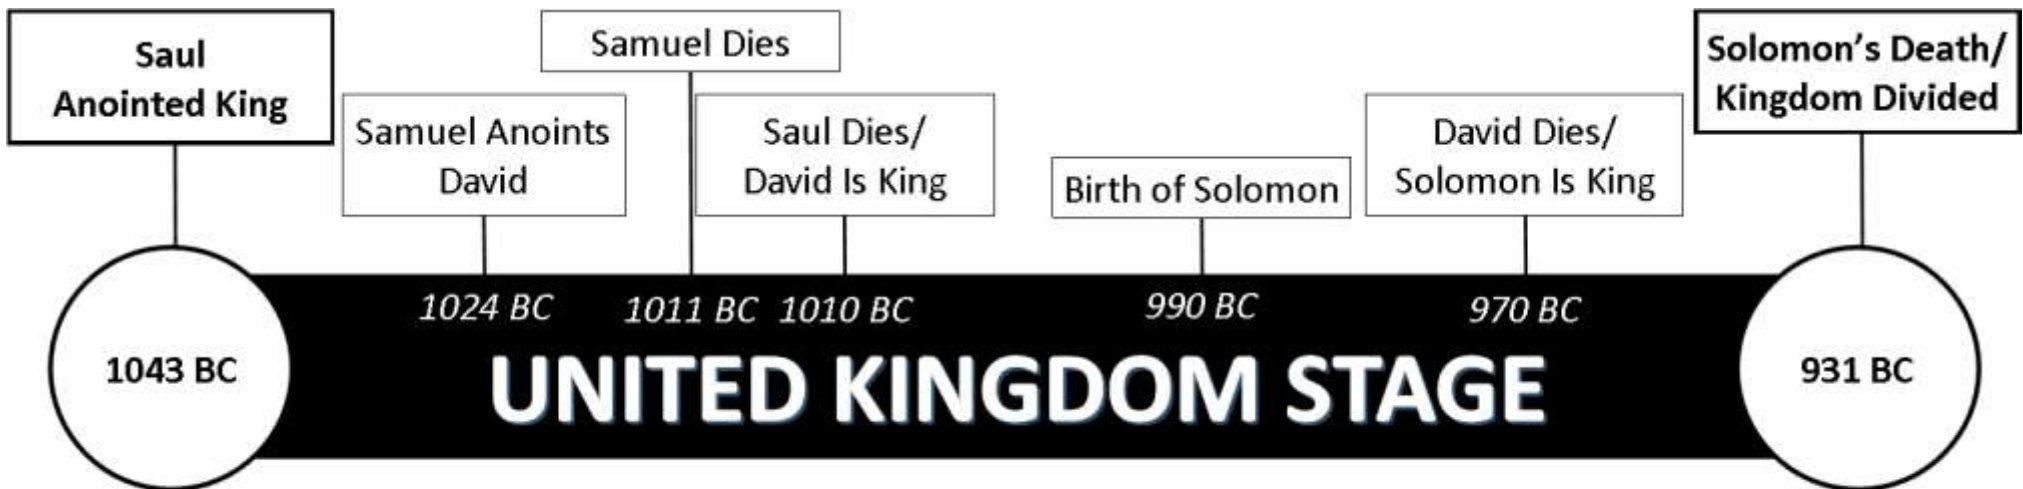 Saul
Anointed King
Samuel Anoints
David
Samuel Dies
Saul Dies/
David Is King
Birth of Solomon
David Dies/
Solomon Is King
Solomon’s Death/
Kingdom Divided
1043 BC
1024 BC
1011 BC
1010 BC
990 BC
970 BC
931 BC
UNITED KINGDOM STAGE